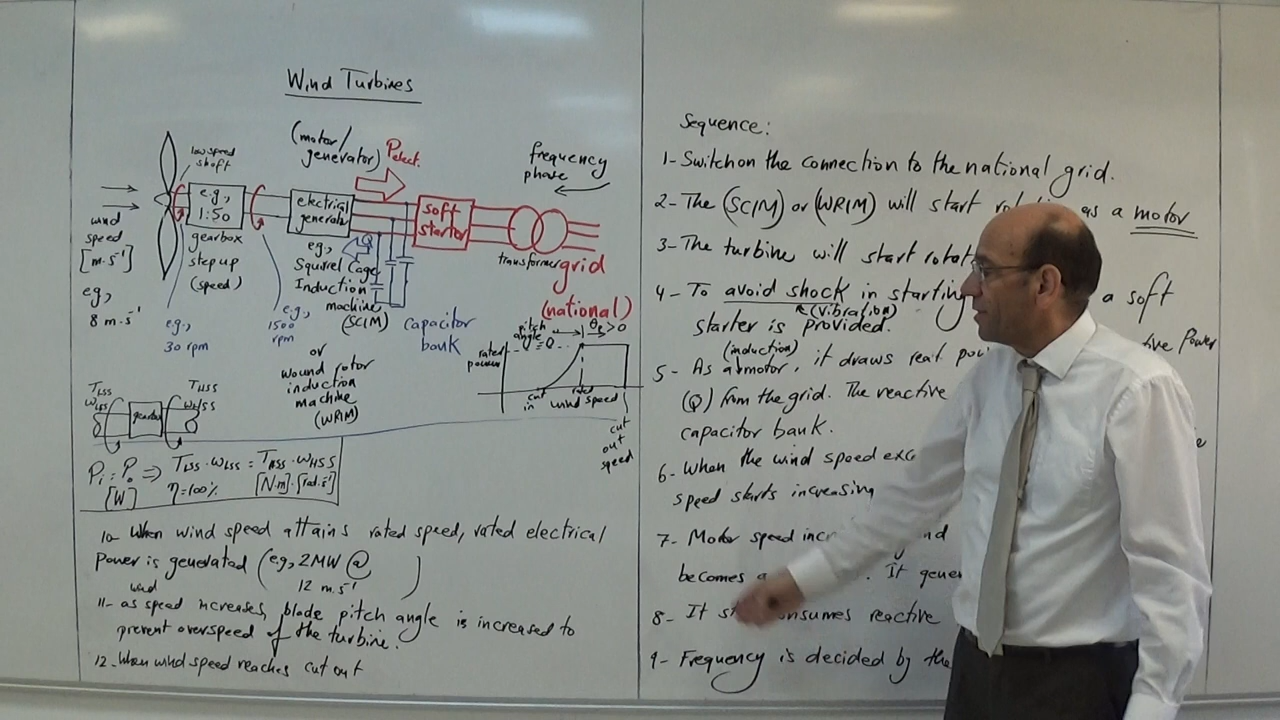 Wind Turbines
low speed
shaft
(motor/
generator)
Pelect.
frequency
phase
wind
speed
[m.s⁻¹]
eg,
8 m.s⁻¹
e.g,
1:50
gearbox
step up
(speed)
electrical
generator
soft
starter
transformer
grid
(national)
Q
eg,
Squirrel Cage
Induction
machine
(SCIM)
or
wound rotor
induction
machine
(WRIM)
capacitor
bank
e.g,
30 rpm
e.g,
1500
rpm
pitch
angle = 0
θp > 0
rated
power
cut
in
rated
wind speed
cut
out
speed
TLSS
ωLSS
gearbox
THSS
ωHSS
Pi = Po ⇒ TLSS . ωLSS = THSS . ωHSS
[W] η=100% [N.m].[rad.s⁻¹]
10- When wind speed attains rated speed, rated electrical
Power is generated (eg, 2MW @
12 m.s⁻¹)
11- as wind speed increases, blade pitch angle is increased to
prevent overspeed of the turbine.
12- When wind speed reaches cut out
Sequence:
1- Switch on the connection to the national grid.
2- The (SCIM) or (WRIM) will start as a motor
3- The turbine will start
4- To avoid shock in starting a soft
(vibration)
starter is provided.
(induction)
5- As a motor, it draws real Power
(Q) from the grid. The reactive
capacitor bank.
6- When the wind speed
speed starts increasing
7- Motor speed
becomes a . It
8- It consumes reactive
9- Frequency is decided by the